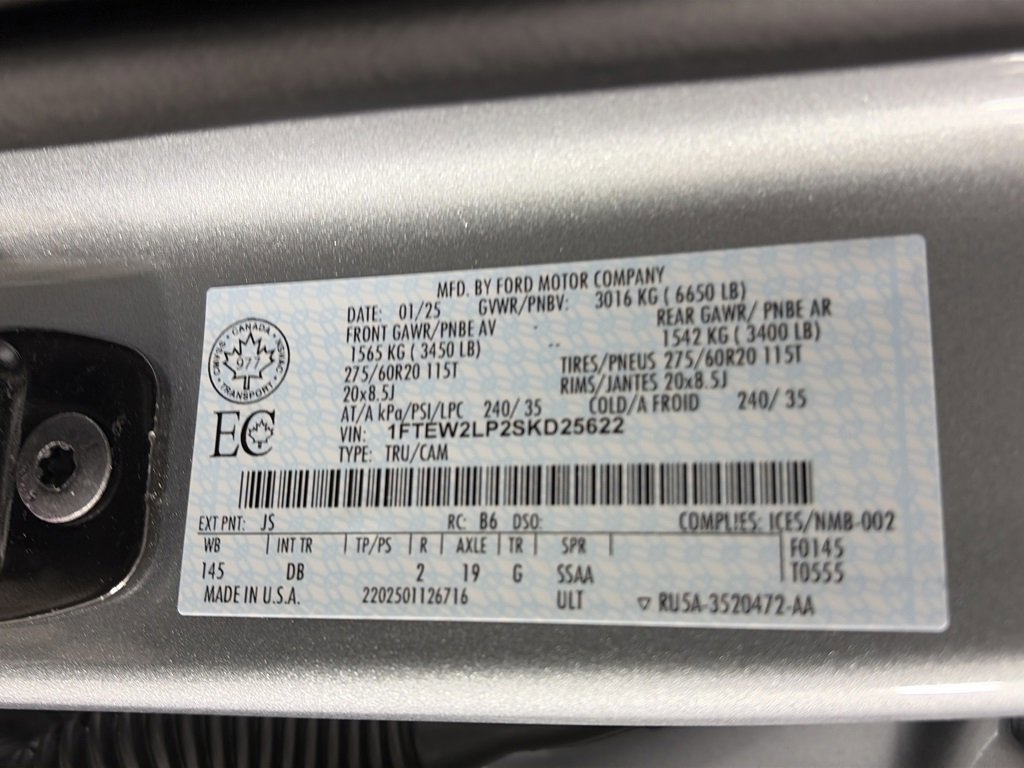 MFD. BY FORD MOTOR COMPANY
DATE: 01/25 GVWR/PNBV: 3016 KG ( 6650 LB)
FRONT GAWR/PNBE AV REAR GAWR/ PNBE AR
1565 KG ( 3450 LB) 1542 KG ( 3400 LB)
275/60R20 115T TIRES/PNEUS 275/60R20 115T
20x8.5J RIMS/JANTES 20x8.5J
AT/A kPa/PSI/LPC 240/ 35 COLD/A FROID 240/ 35
VIN: 1FTEW2LP2SKD25622
TYPE: TRU/CAM
CANADA
977
TRANSPORT
EC
EXT PNT: JS RC: B6 DSO: COMPLIES: ICES/NMB-002
WB | INT TR | TP/PS | R | AXLE | TR | SPR | F0145
145 DB 2 19 G SSAA T0555
MADE IN U.S.A. 2202501126716 ULT ▽ RU5A-3520472-AA